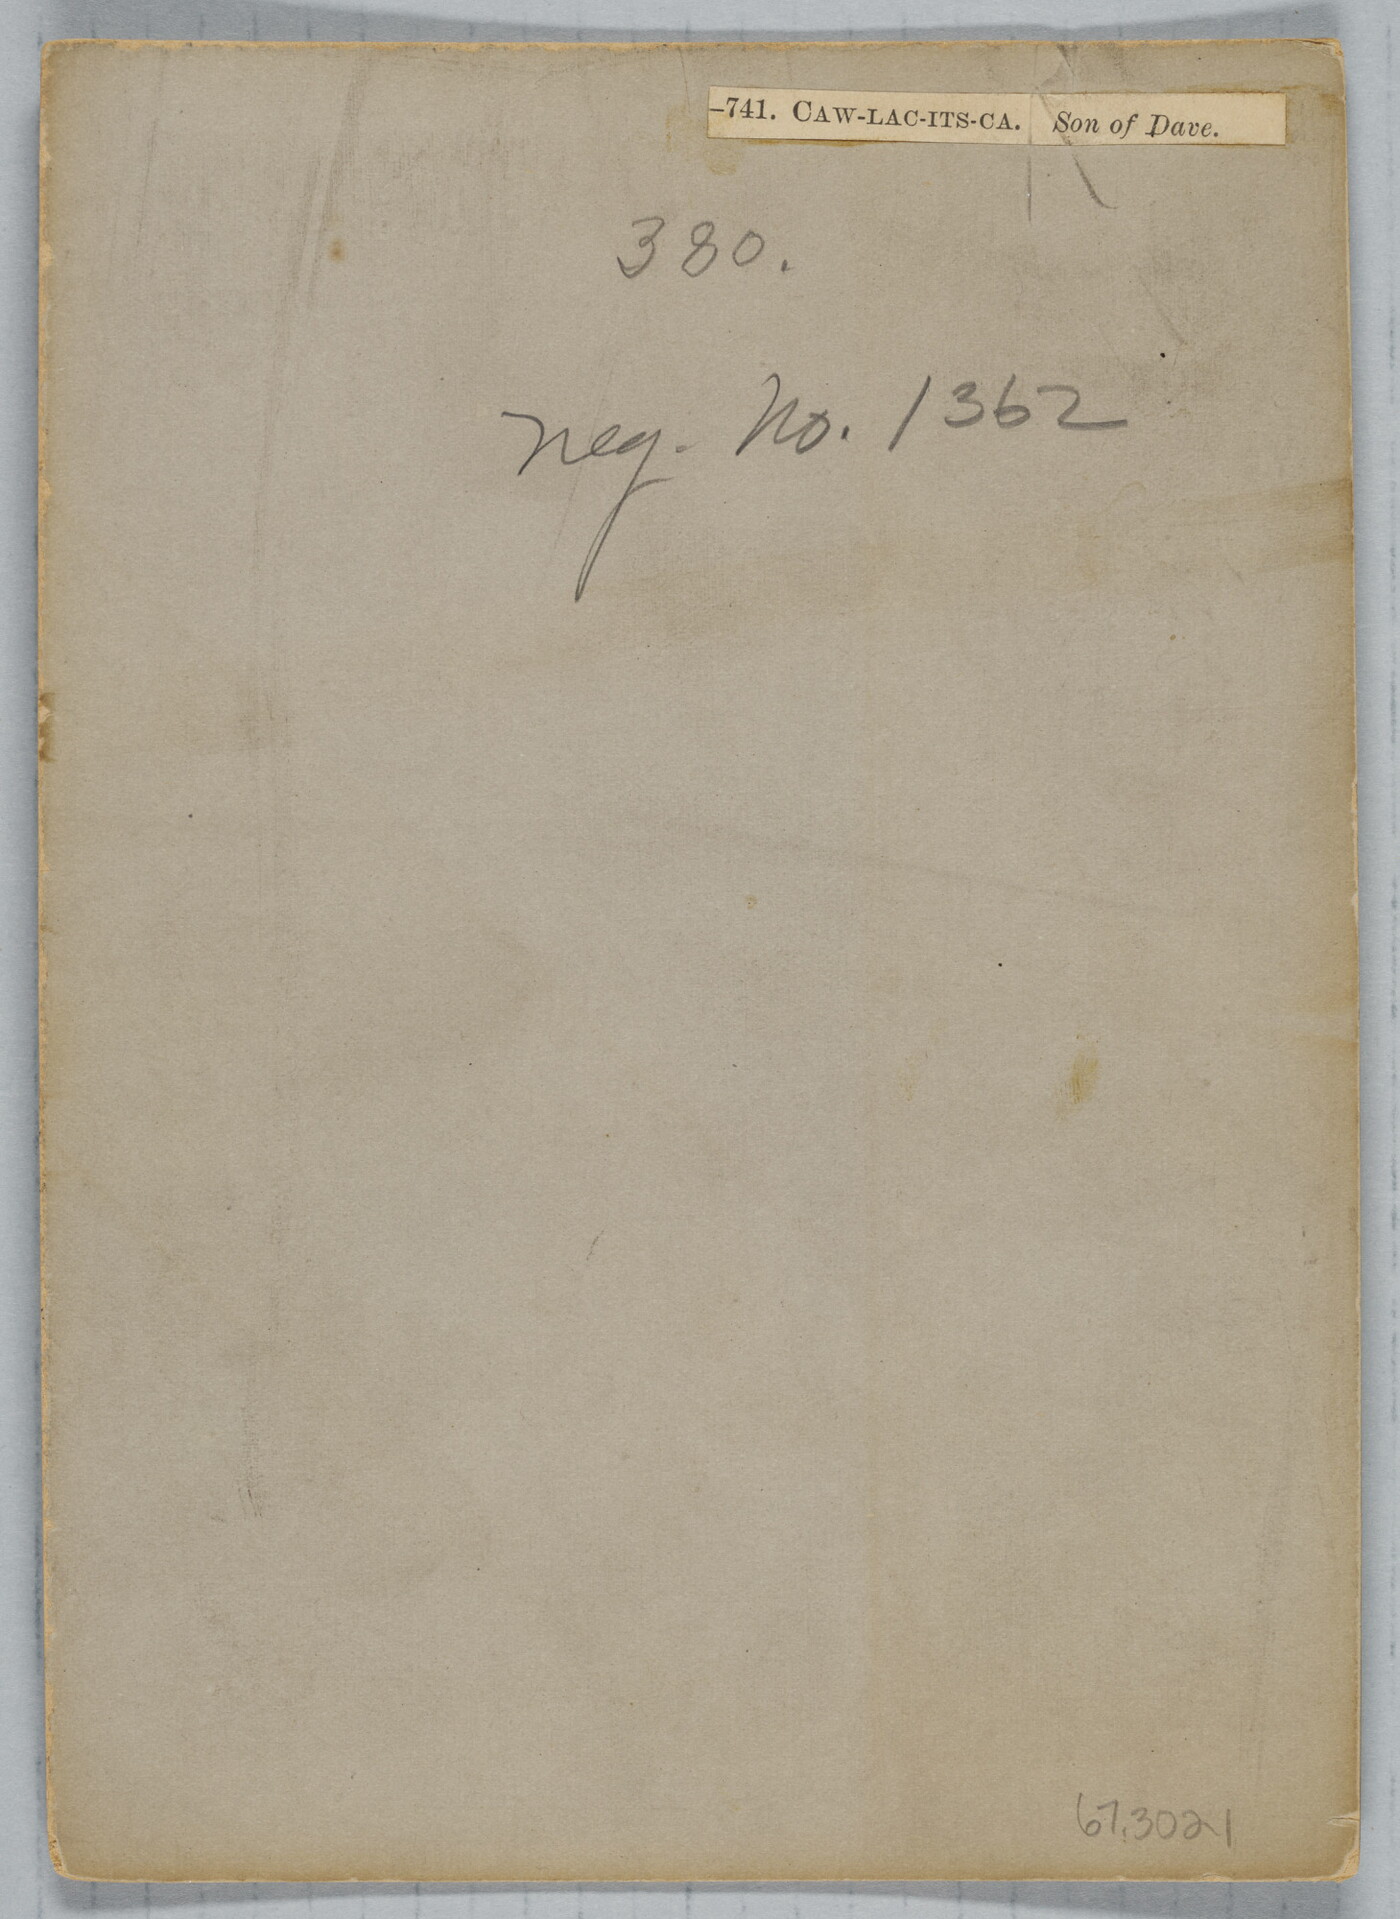 –741. CAW-LAC-ITS-CA. Son of Dave.
380.
Neg. No. 1362
67.3021